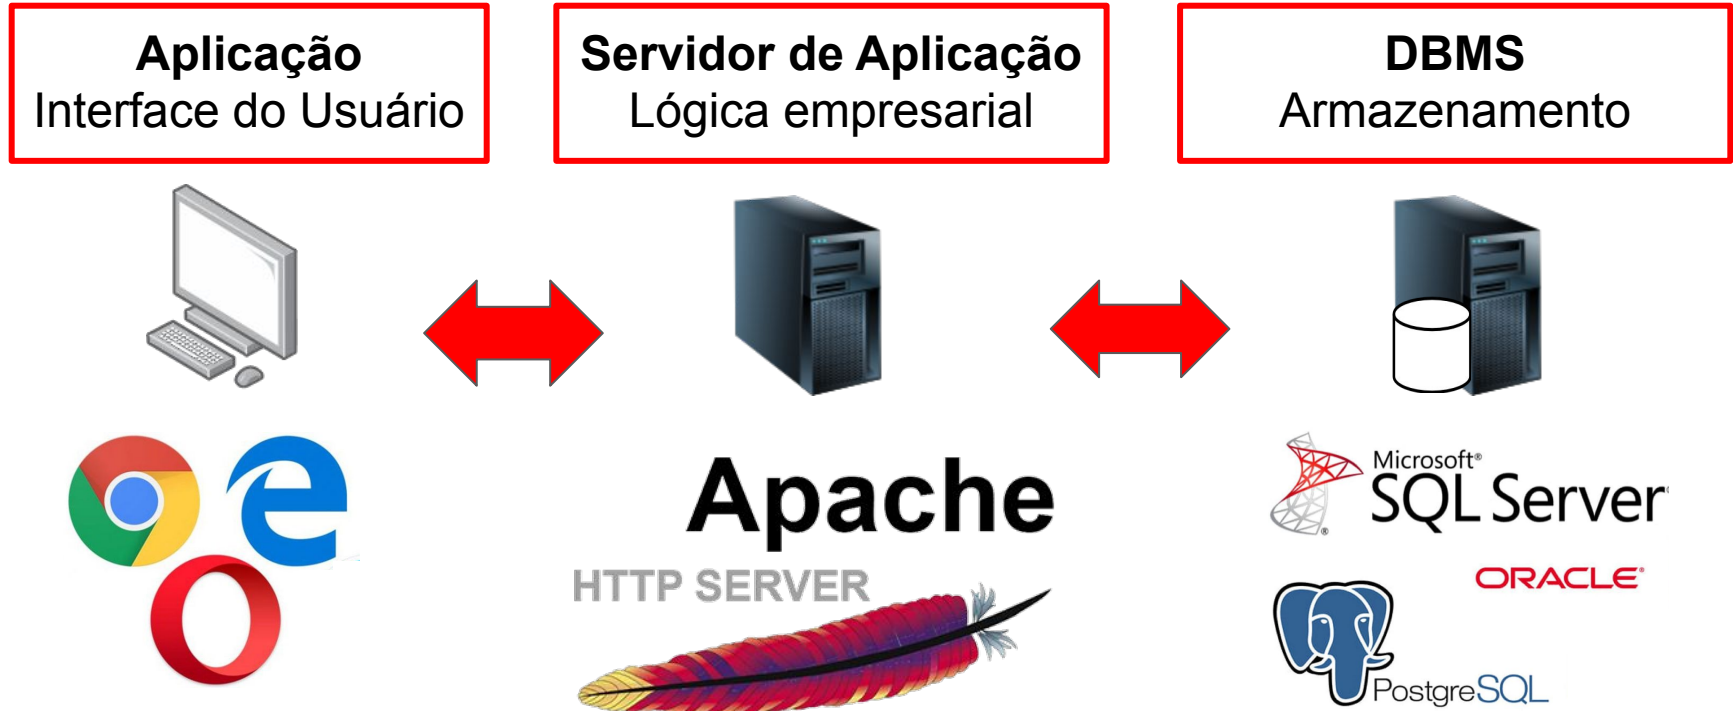 Aplicação
Interface do Usuário
Servidor de Aplicação
Lógica empresarial
DBMS
Armazenamento
Apache
HTTP SERVER
Microsoft®
SQL Server
®
ORACLE®
PostgreSQL